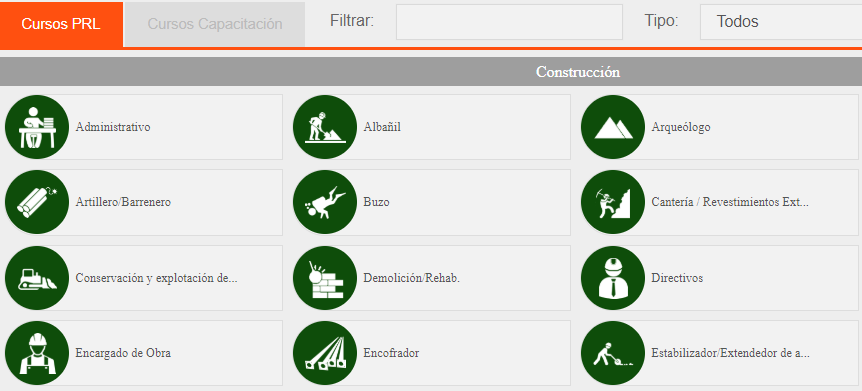 Cursos PRL Cursos Capacitación Filtrar: Tipo: Todos
Construcción
Administrativo Albañil Arqueólogo
Artillero/Barrenero Buzo Cantería / Revestimientos Ext...
Conservación y explotación de... Demolición/Rehab. Directivos
Encargado de Obra Encofrador Estabilizador/Extendedor de a...